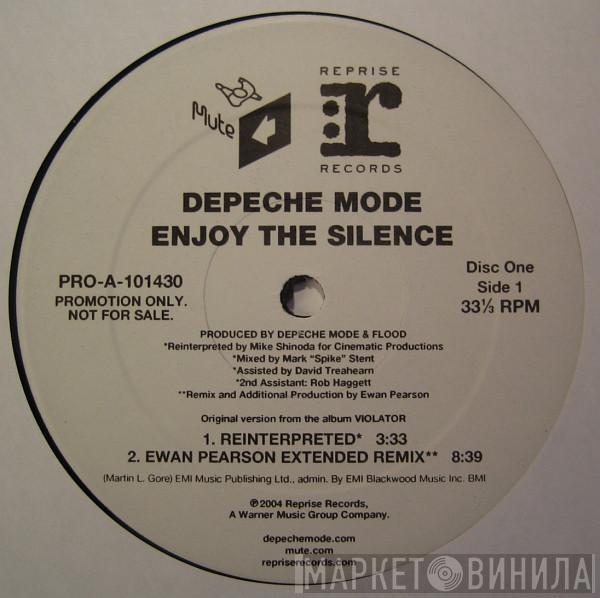 Mute
REPRISE
r
RECORDS
DEPECHE MODE
ENJOY THE SILENCE
PRO-A-101430
PROMOTION ONLY.
NOT FOR SALE.
Disc One
Side 1
33⅓ RPM
PRODUCED BY DEPECHE MODE & FLOOD
*Reinterpreted by Mike Shinoda for Cinematic Productions
*Mixed by Mark "Spike" Stent
*Assisted by David Treahearn
*2nd Assistant: Rob Haggett
**Remix and Additional Production by Ewan Pearson
Original version from the album VIOLATOR
1. REINTERPRETED* 3:33
2. EWAN PEARSON EXTENDED REMIX** 8:39
(Martin L. Gore) EMI Music Publishing Ltd., admin. By EMI Blackwood Music Inc. BMI
℗2004 Reprise Records,
A Warner Music Group Company.
depechemode.com
mute.com
repriserecords.com
МАРКЕТ ВИНИЛА